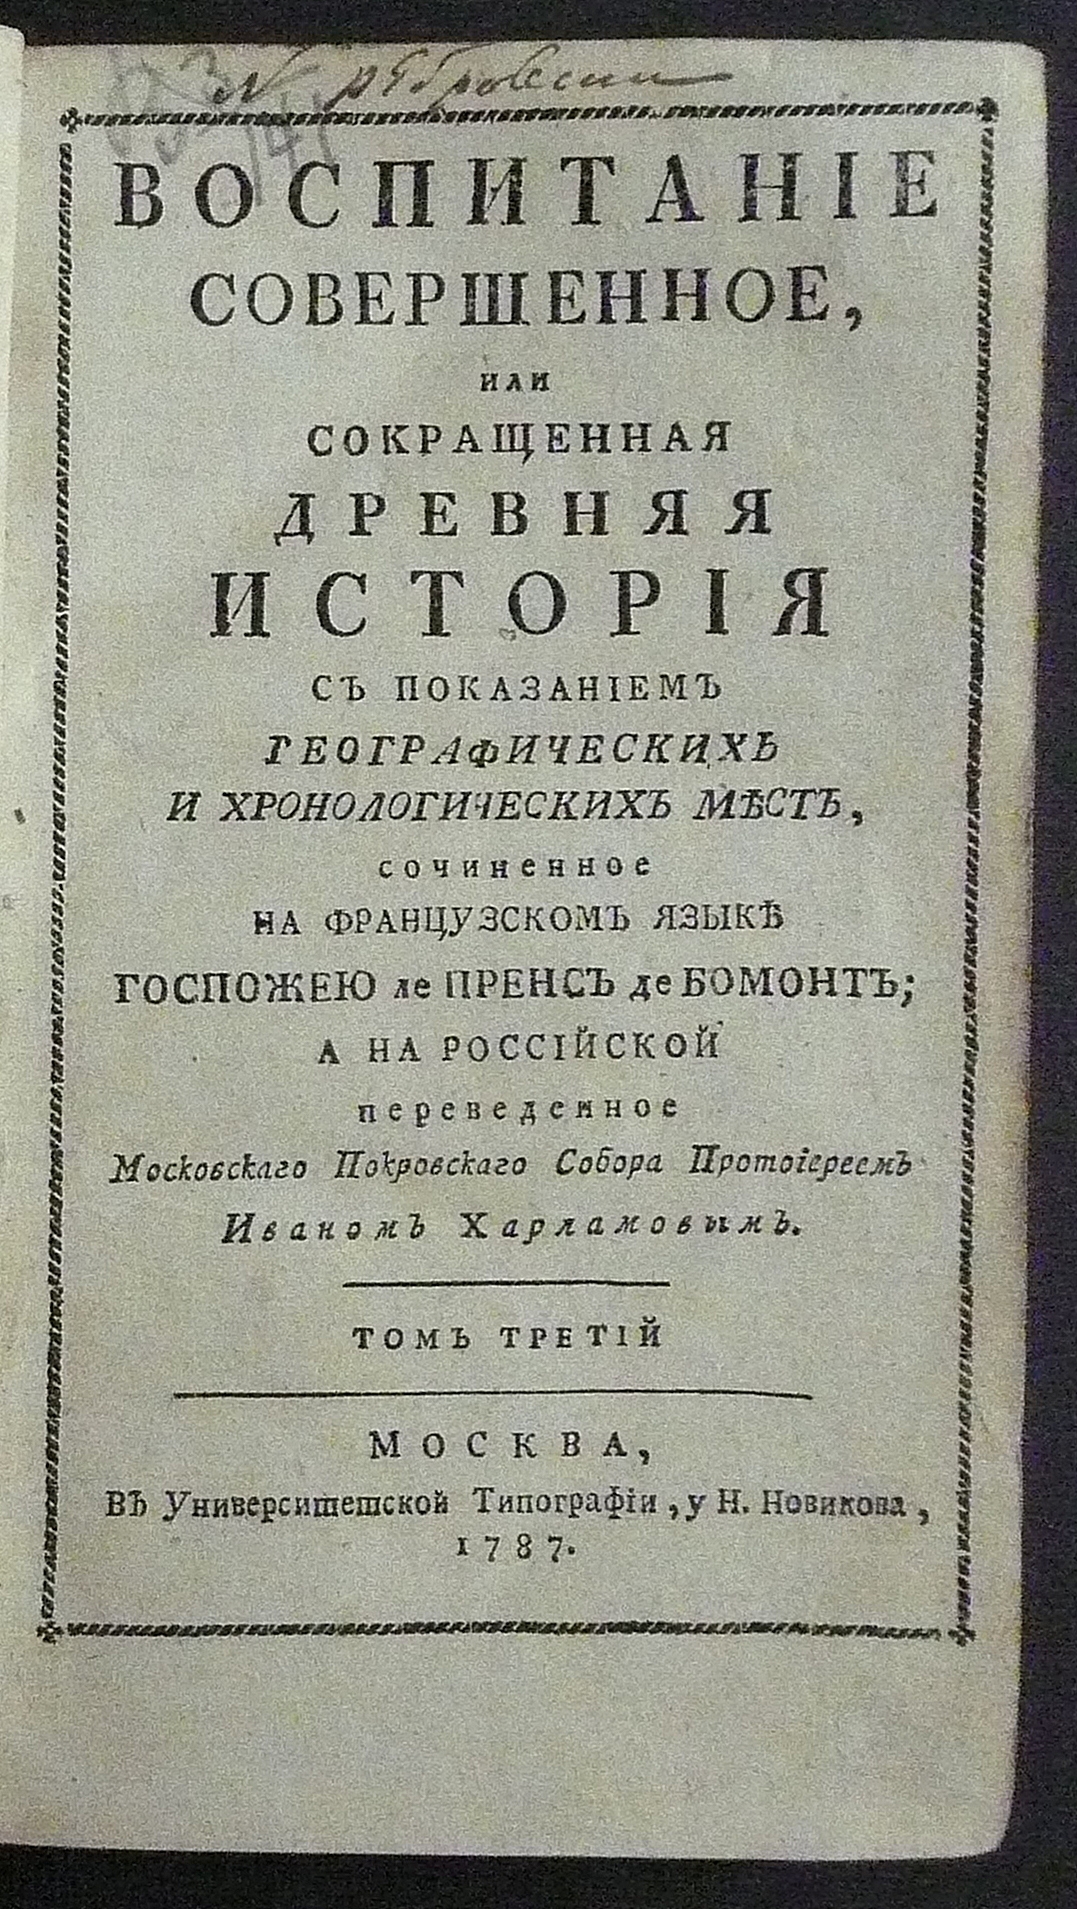 ВОСПИТАНІЕ
СОВЕРШЕННОЕ,
или
СОКРАЩЕННАЯ
ДРЕВНЯЯ
ИСТОРІЯ
СЪ ПОКАЗАНІЕМЪ
ГЕОГРАФИЧЕСКИХЪ
И ХРОНОЛОГИЧЕСКИХЪ МѢСТЪ,
сочиненное
НА ФРАНЦУЗСКОМЪ ЯЗЫКѢ
ГОСПОЖЕЮ ле ПРЕНСЪ де БОМОНТЪ;
А НА РОССІЙСКОЙ
переведенное
Московскаго Покровскаго Собора Протоіереемъ
Иваномъ Харламовымъ.
ТОМЪ ТРЕТІЙ
МОСКВА,
ВЪ Университетской Типографіи, у Н. Новикова,
1787.